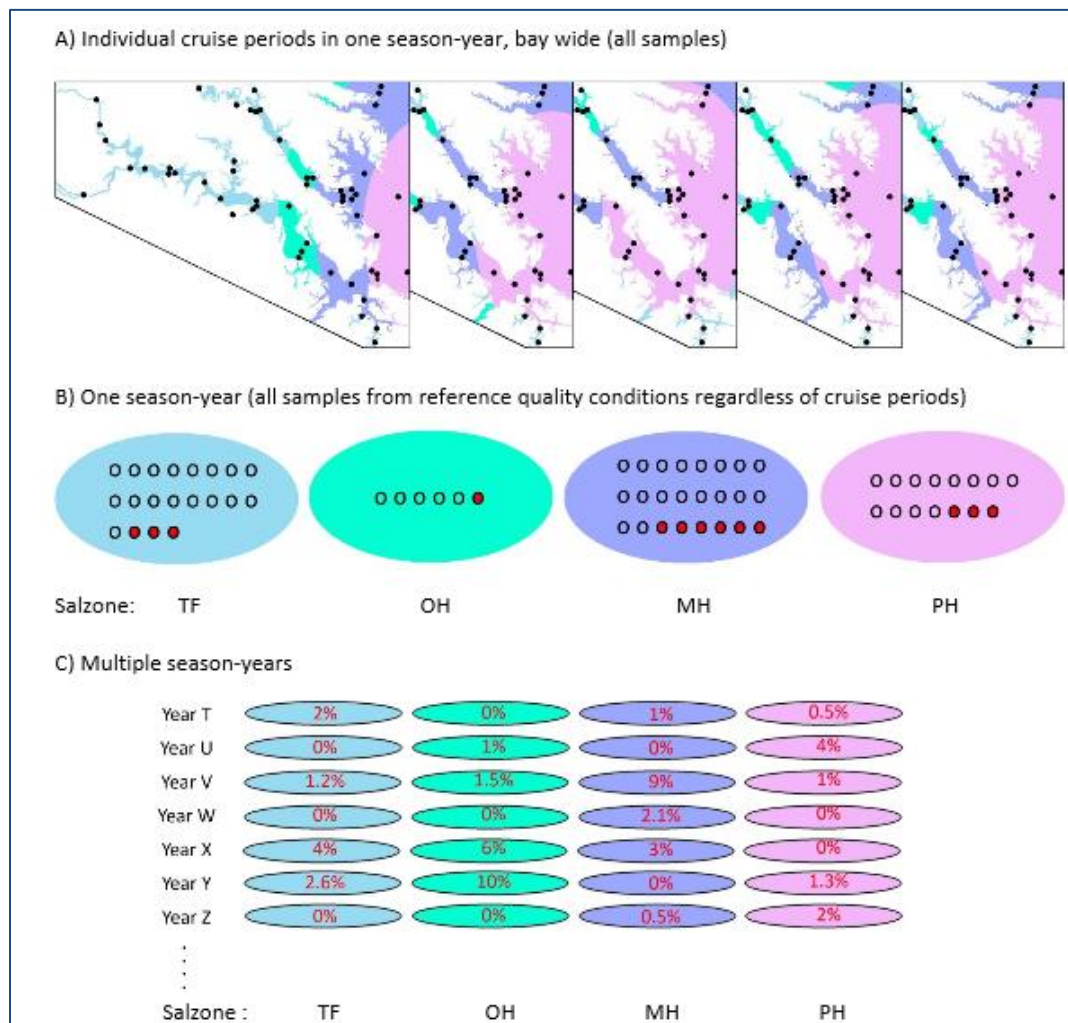 A) Individual cruise periods in one season-year, bay wide (all samples)
B) One season-year (all samples from reference quality conditions regardless of cruise periods)
Salzone: TF OH MH PH
C) Multiple season-years
Year T 2% 0% 1% 0.5%
Year U 0% 1% 0% 4%
Year V 1.2% 1.5% 9% 1%
Year W 0% 0% 2.1% 0%
Year X 4% 6% 3% 0%
Year Y 2.6% 10% 0% 1.3%
Year Z 0% 0% 0.5% 2%
Salzone : TF OH MH PH